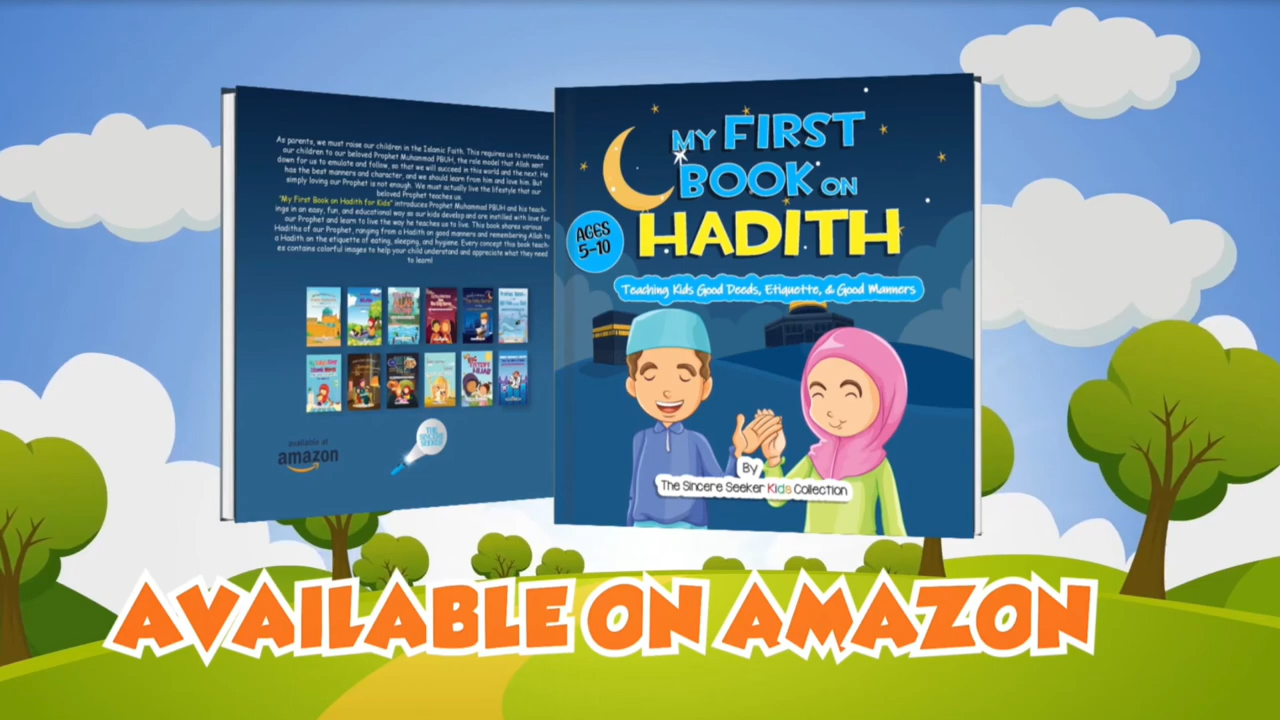 As parents, we must raise our children in the Islamic Faith. This requires us to introduce
our children to our beloved Prophet Muhammad PBUH, the role model that Allah sent
down for us to emulate and follow, so that we will succeed in this world and the next. He
has the best manners and character, and we should learn from him and love him. But
simply loving our Prophet is not enough. We must actually live the lifestyle that our
beloved Prophet teaches us.
"My First Book on Hadith for Kids" introduces Prophet Muhammad PBUH and his teach-
ings in an easy, fun, and educational way as our kids develop and are instilled with love for
our Prophet and learn to live the way he teaches us to live. This book shares various
Hadiths of our Prophet, ranging from a Hadith on good manners and remembering Allah to
a Hadith on the etiquette of eating, sleeping, and hygiene. Every concept this book teach-
es contains colorful images to help your child understand and appreciate what they need
to learn!
available at
amazon
THE
SINCERE
SEEKER
MY FIRST
BOOK ON
HADITH
AGES
5-10
Teaching Kids Good Deeds, Etiquette, & Good Manners
By
The Sincere Seeker Kids Collection
AVAILABLE ON AMAZON